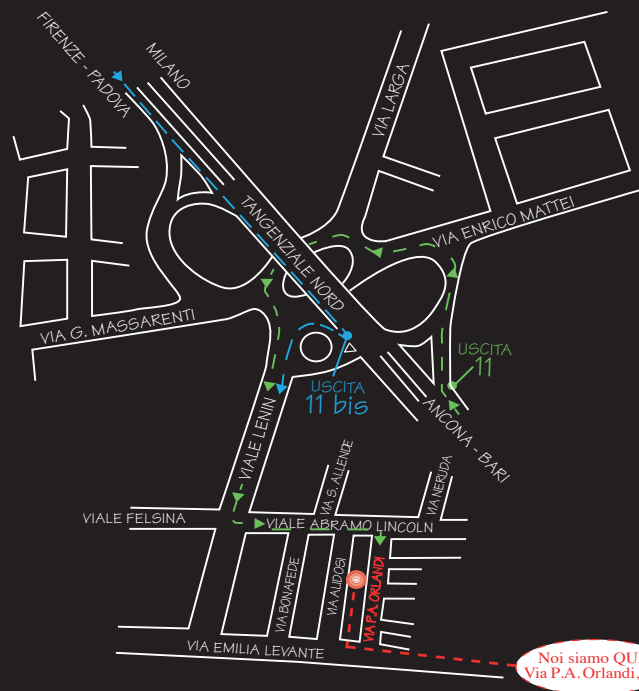 FIRENZE - PADOVA
MILANO
VIA LARGA
TANGENZIALE NORD
VIA ENRICO MATTEI
VIA G. MASSARENTI
USCITA
11
USCITA
11 bis
ANCONA - BARI
VIALE LENIN
VIA S. ALLENDE
VIA NERUDA
VIALE FELSINA
VIALE ABRAMO LINCOLN
VIA BONAFEDE
VIA ALIDOSI
VIA P.A. ORLANDI
VIA EMILIA LEVANTE
Noi siamo QU
Via P.A. Orlandi,